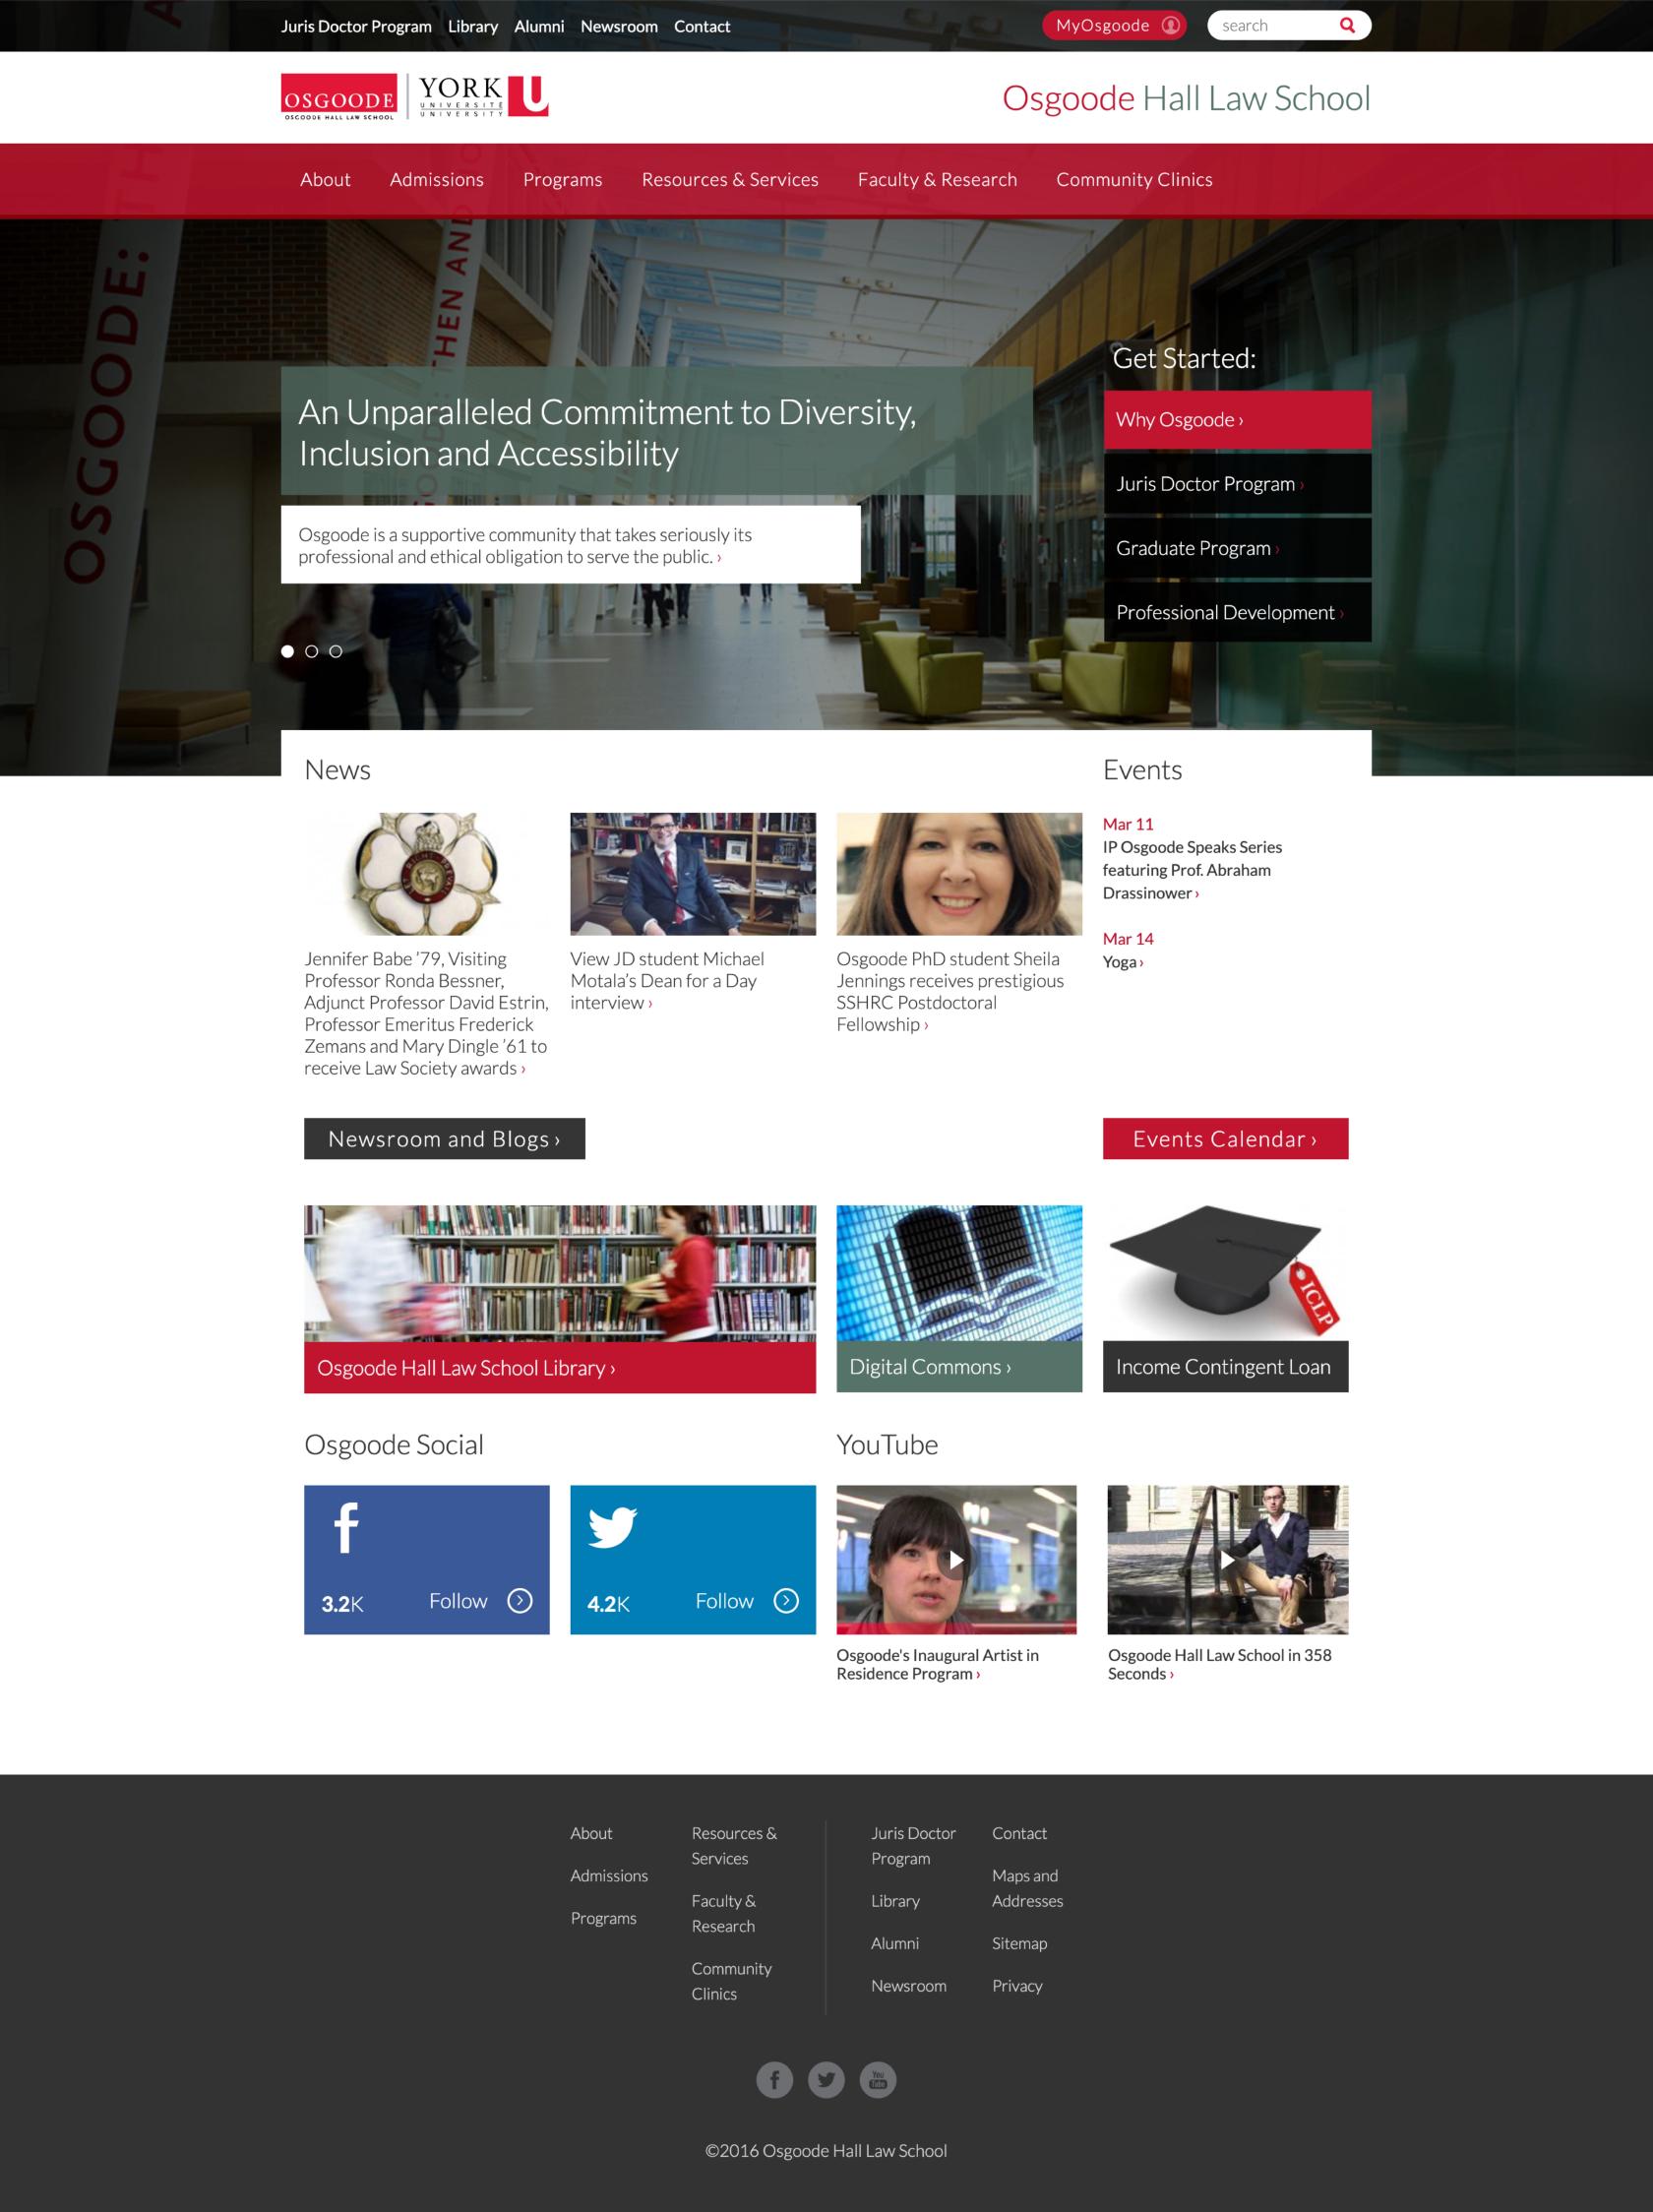 Juris Doctor Program Library Alumni Newsroom Contact
MyOsgoode
search
OSGOODE
OSGOODE HALL LAW SCHOOL
YORK
UNIVERSITÉ
UNIVERSITY
U
Osgoode Hall Law School
About Admissions Programs Resources & Services Faculty & Research Community Clinics
OSGOODE:
THEN AND
An Unparalleled Commitment to Diversity,
Inclusion and Accessibility
Osgoode is a supportive community that takes seriously its
professional and ethical obligation to serve the public. ›
Get Started:
Why Osgoode ›
Juris Doctor Program ›
Graduate Program ›
Professional Development ›
News
Jennifer Babe ’79, Visiting
Professor Ronda Bessner,
Adjunct Professor David Estrin,
Professor Emeritus Frederick
Zemans and Mary Dingle ’61 to
receive Law Society awards ›
View JD student Michael
Motala’s Dean for a Day
interview ›
Osgoode PhD student Sheila
Jennings receives prestigious
SSHRC Postdoctoral
Fellowship ›
Events
Mar 11
IP Osgoode Speaks Series
featuring Prof. Abraham
Drassinower ›
Mar 14
Yoga ›
Newsroom and Blogs ›
Events Calendar ›
Osgoode Hall Law School Library ›
Digital Commons ›
ICLP
Income Contingent Loan
Osgoode Social
3.2K Follow
4.2K Follow
YouTube
Osgoode's Inaugural Artist in
Residence Program ›
Osgoode Hall Law School in 358
Seconds ›
About
Admissions
Programs
Resources &
Services
Faculty &
Research
Community
Clinics
Juris Doctor
Program
Library
Alumni
Newsroom
Contact
Maps and
Addresses
Sitemap
Privacy
You
Tube
©2016 Osgoode Hall Law School